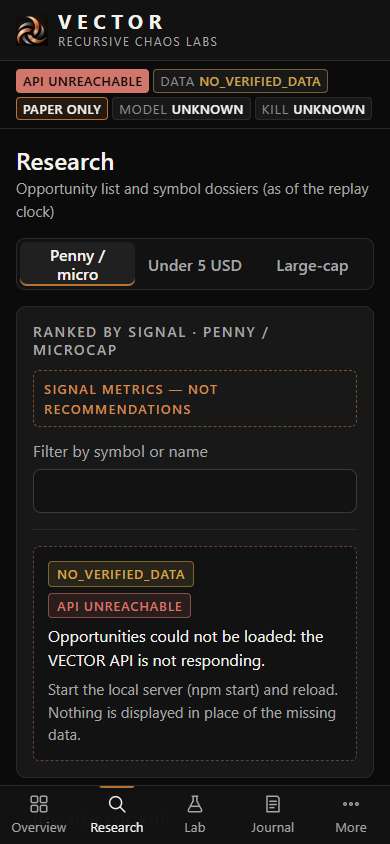 VECTOR
RECURSIVE CHAOS LABS
API UNREACHABLE DATA NO_VERIFIED_DATA
PAPER ONLY MODEL UNKNOWN KILL UNKNOWN
Research
Opportunity list and symbol dossiers (as of the replay
clock)
Penny /
micro
Under 5 USD
Large-cap
RANKED BY SIGNAL · PENNY /
MICROCAP
SIGNAL METRICS — NOT
RECOMMENDATIONS
Filter by symbol or name
NO_VERIFIED_DATA
API UNREACHABLE
Opportunities could not be loaded: the
VECTOR API is not responding.
Start the local server (npm start) and reload.
Nothing is displayed in place of the missing
data.
Overview Research Lab Journal More